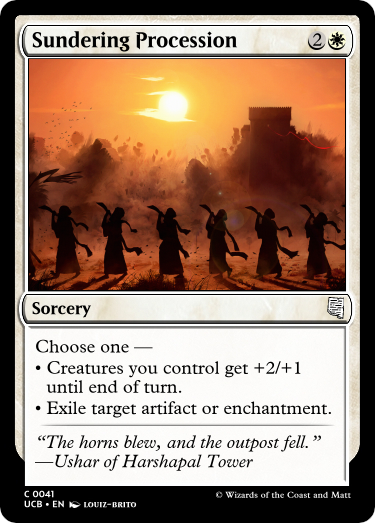 Sundering Procession 2
Sorcery
Choose one —
• Creatures you control get +2/+1
until end of turn.
• Exile target artifact or enchantment.
“The horns blew, and the outpost fell.”
—Ushar of Harshapal Tower
C 0041
UCB • EN LOUIZ-BRITO
© Wizards of the Coast and Matt